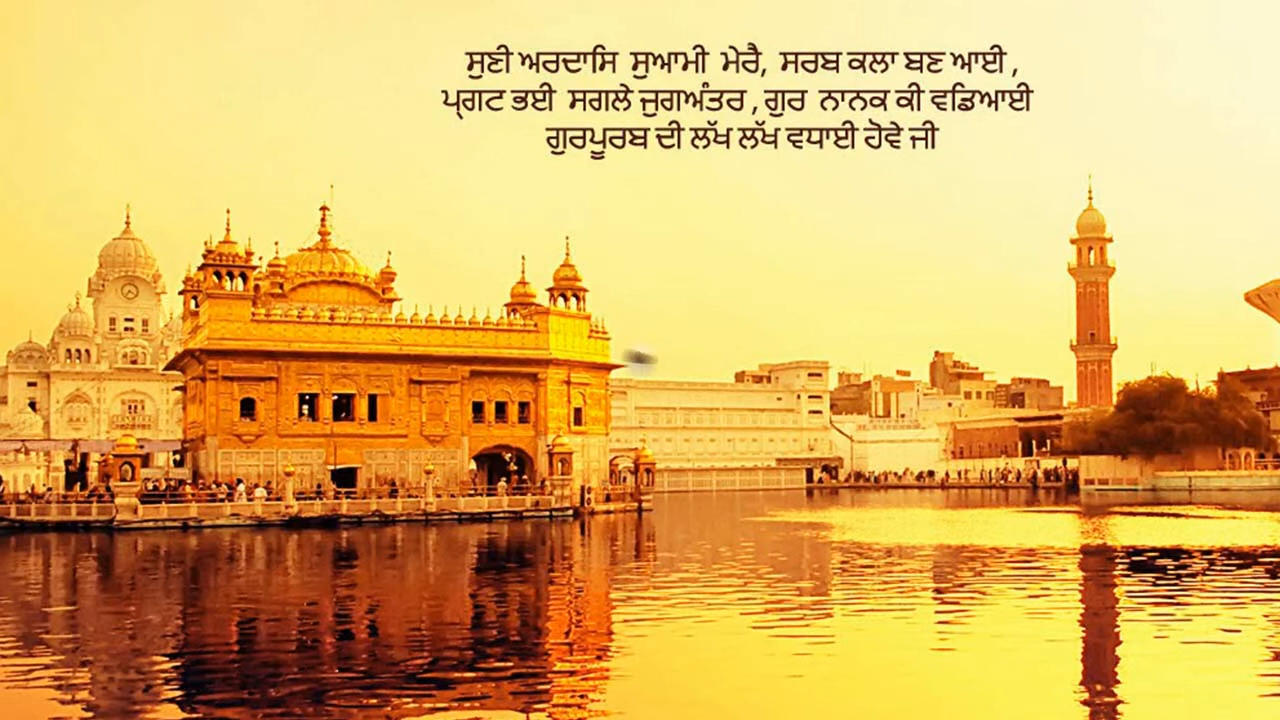 ਸੁਣੀ ਅਰਦਾਸਿ ਸੁਆਮੀ ਮੇਰੈ, ਸਰਬ ਕਲਾ ਬਣ ਆਈ ,
ਪ੍ਰਗਟ ਭਈ ਸਗਲੇ ਜੁਗਅੰਤਰ , ਗੁਰ ਨਾਨਕ ਕੀ ਵਡਿਆਈ
ਗੁਰਪੂਰਬ ਦੀ ਲੱਖ ਲੱਖ ਵਧਾਈ ਹੋਵੇ ਜੀ